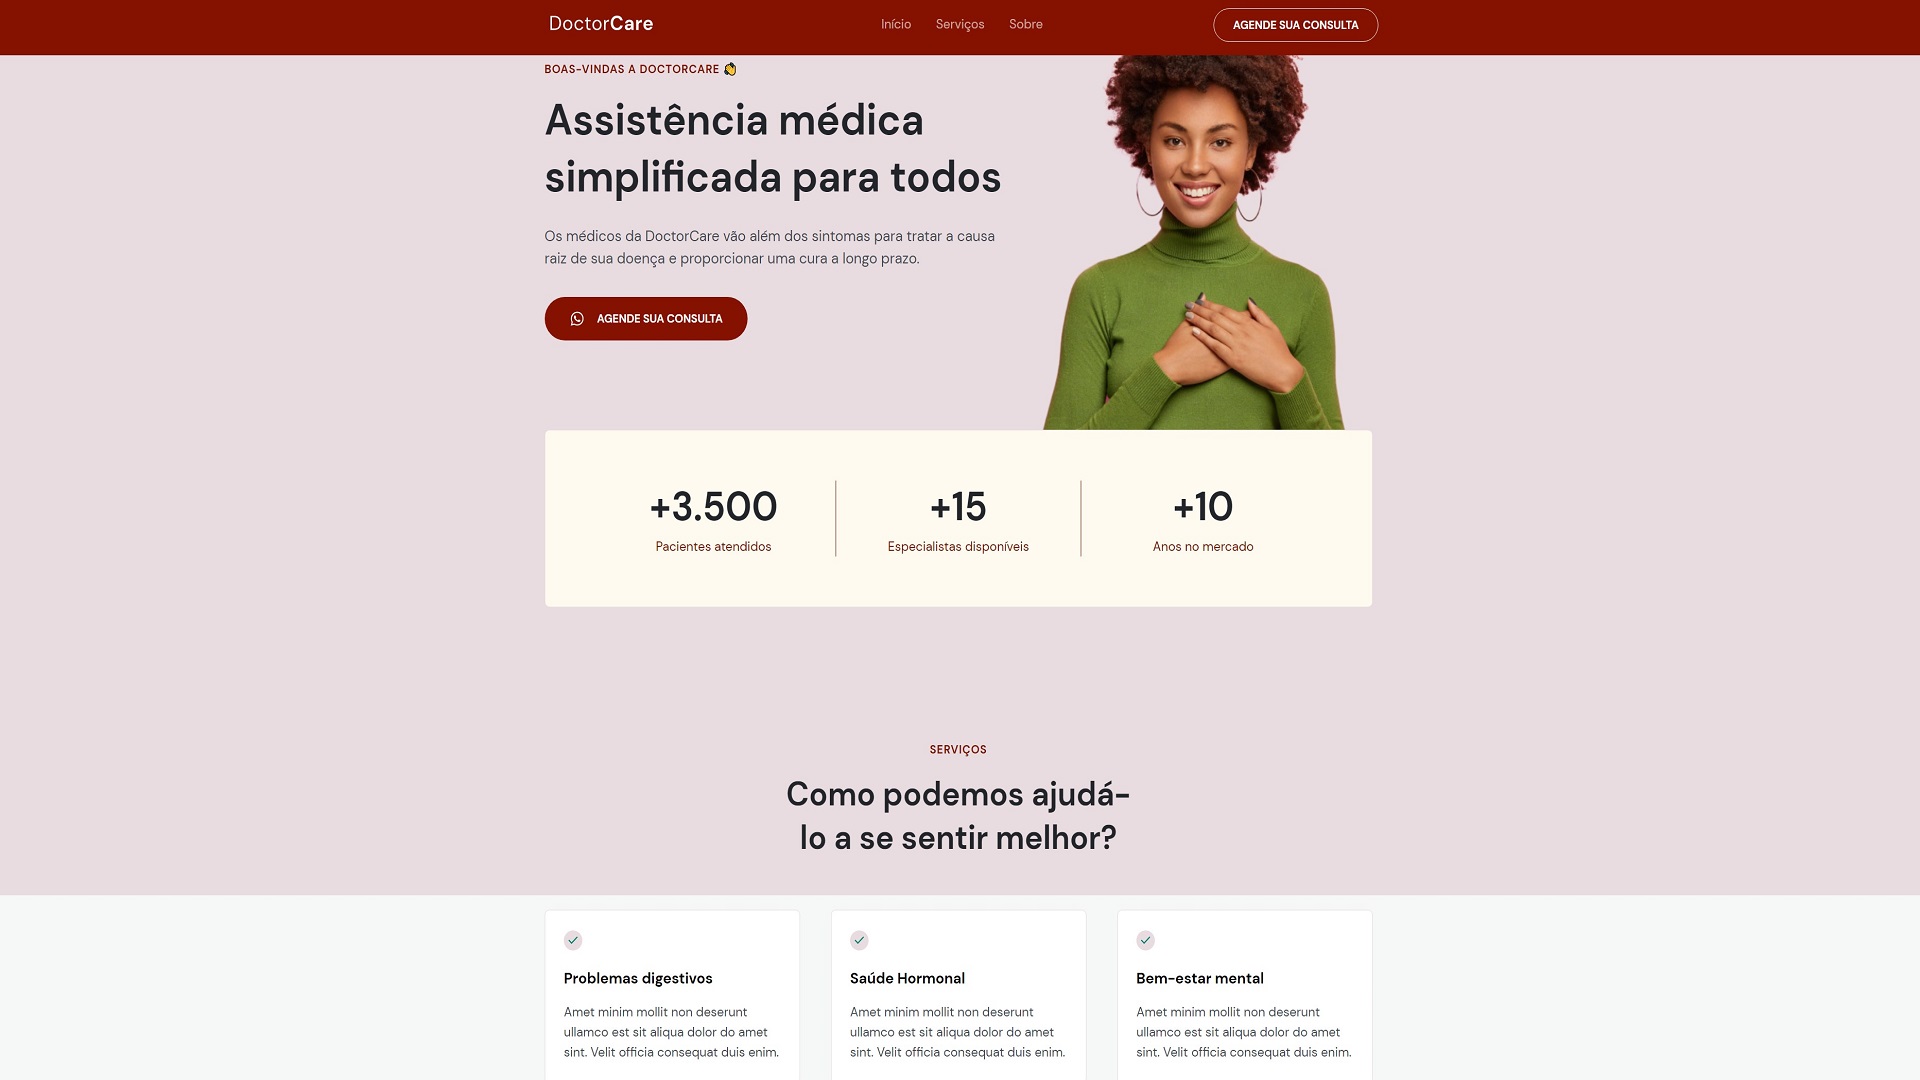 DoctorCare
Início
Serviços
Sobre
AGENDE SUA CONSULTA
BOAS-VINDAS A DOCTORCARE 👋
Assistência médica
simplificada para todos
Os médicos da DoctorCare vão além dos sintomas para tratar a causa
raiz de sua doença e proporcionar uma cura a longo prazo.
AGENDE SUA CONSULTA
+3.500
Pacientes atendidos
+15
Especialistas disponíveis
+10
Anos no mercado
SERVIÇOS
Como podemos ajudá-
lo a se sentir melhor?
Problemas digestivos
Amet minim mollit non deserunt
ullamco est sit aliqua dolor do amet
sint. Velit officia consequat duis enim.
Saúde Hormonal
Amet minim mollit non deserunt
ullamco est sit aliqua dolor do amet
sint. Velit officia consequat duis enim.
Bem-estar mental
Amet minim mollit non deserunt
ullamco est sit aliqua dolor do amet
sint. Velit officia consequat duis enim.